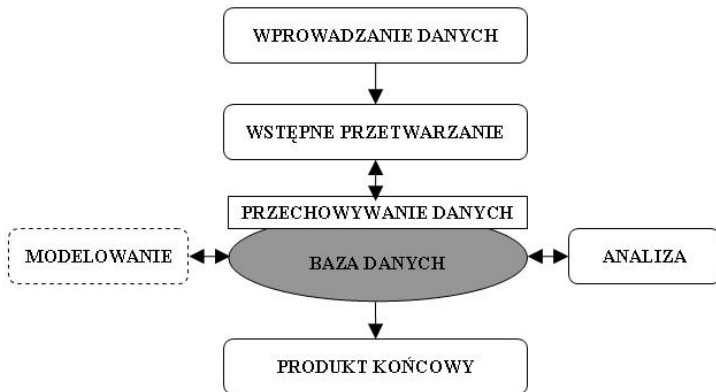 WPROWADZANIE DANYCH
WSTĘPNE PRZETWARZANIE
PRZECHOWYWANIE DANYCH
MODELOWANIE
BAZA DANYCH
ANALIZA
PRODUKT KOŃCOWY